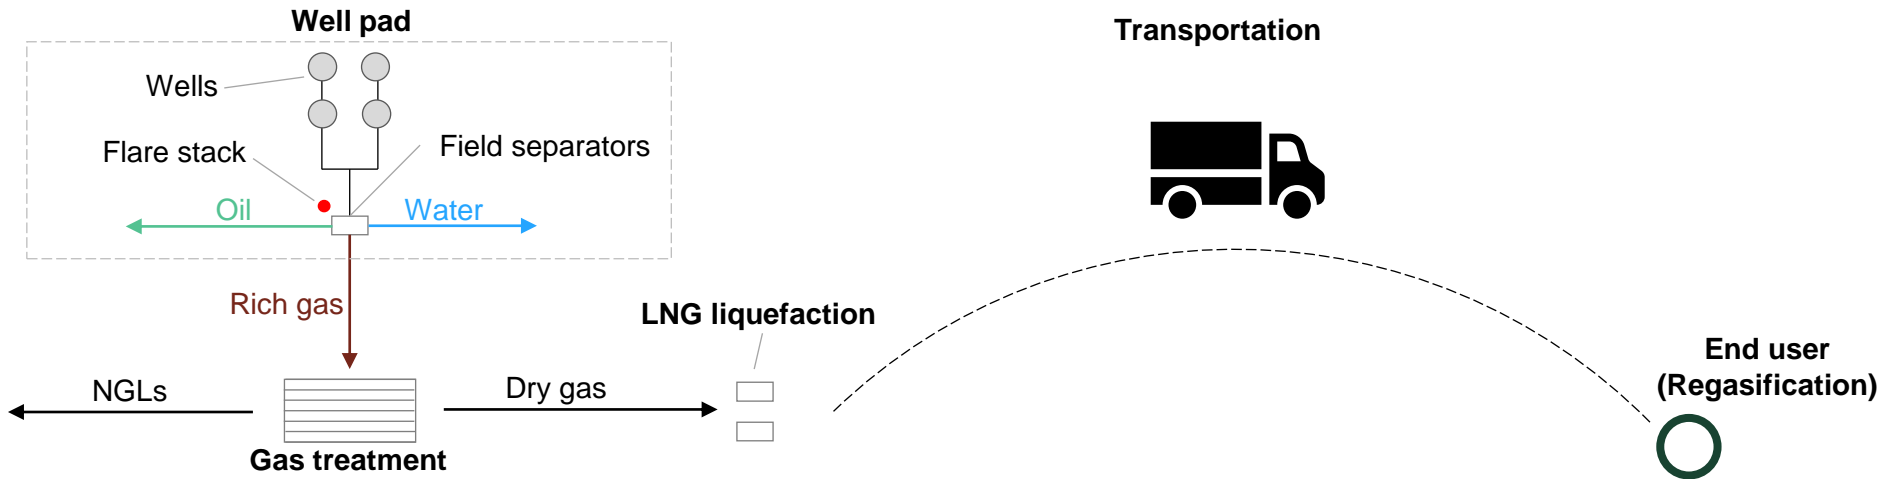 Well pad
Transportation
Wells
Flare stack
Field separators
Oil
Water
Rich gas
LNG liquefaction
End user
(Regasification)
NGLs
Dry gas
Gas treatment